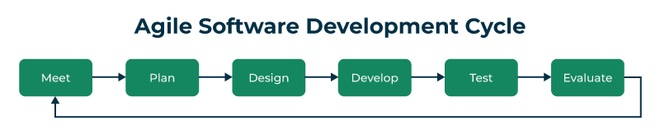 Agile Software Development Cycle
Meet
Plan
Design
Develop
Test
Evaluate